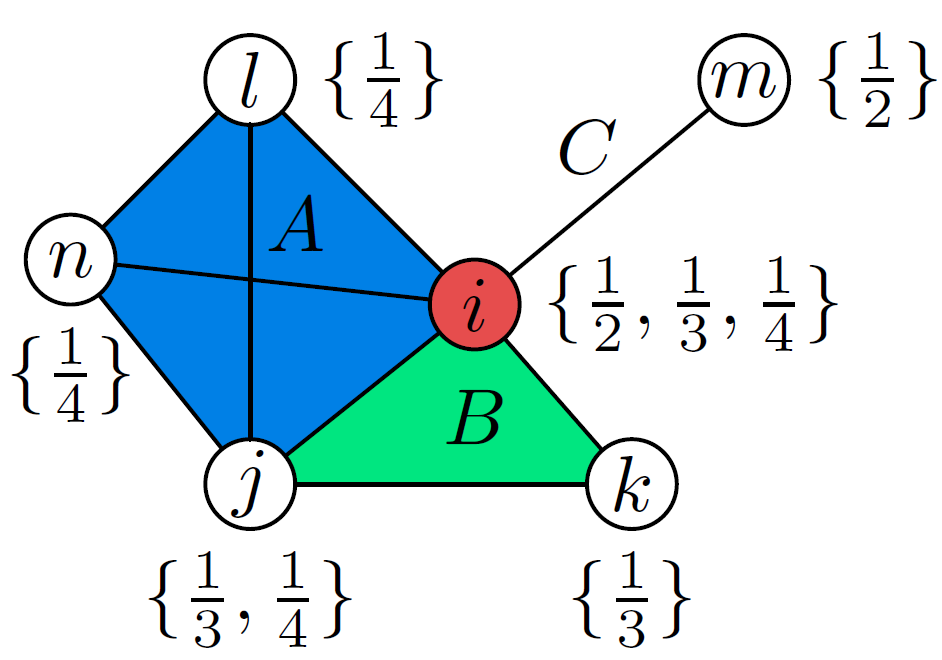 l {1/4} m {1/2}
C
A
n i {1/2, 1/3, 1/4}
{1/4}
B
j k
{1/3, 1/4} {1/3}